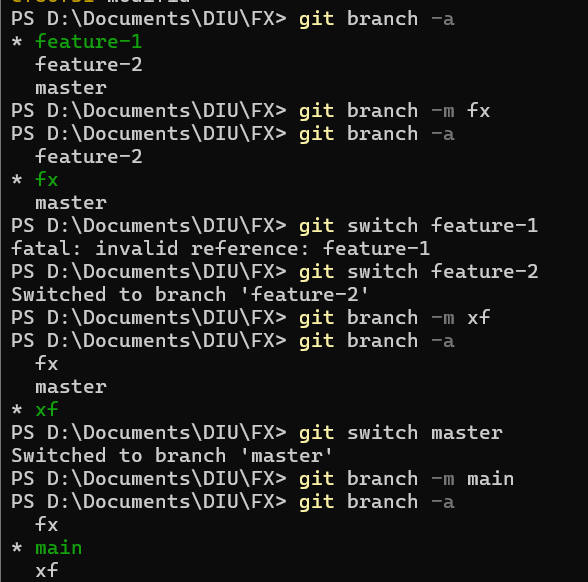 PS D:\Documents\DIU\FX> git branch -a
* feature-1
  feature-2
  master
PS D:\Documents\DIU\FX> git branch -m fx
PS D:\Documents\DIU\FX> git branch -a
  feature-2
* fx
  master
PS D:\Documents\DIU\FX> git switch feature-1
fatal: invalid reference: feature-1
PS D:\Documents\DIU\FX> git switch feature-2
Switched to branch 'feature-2'
PS D:\Documents\DIU\FX> git branch -m xf
PS D:\Documents\DIU\FX> git branch -a
  fx
  master
* xf
PS D:\Documents\DIU\FX> git switch master
Switched to branch 'master'
PS D:\Documents\DIU\FX> git branch -m main
PS D:\Documents\DIU\FX> git branch -a
  fx
* main
  xf